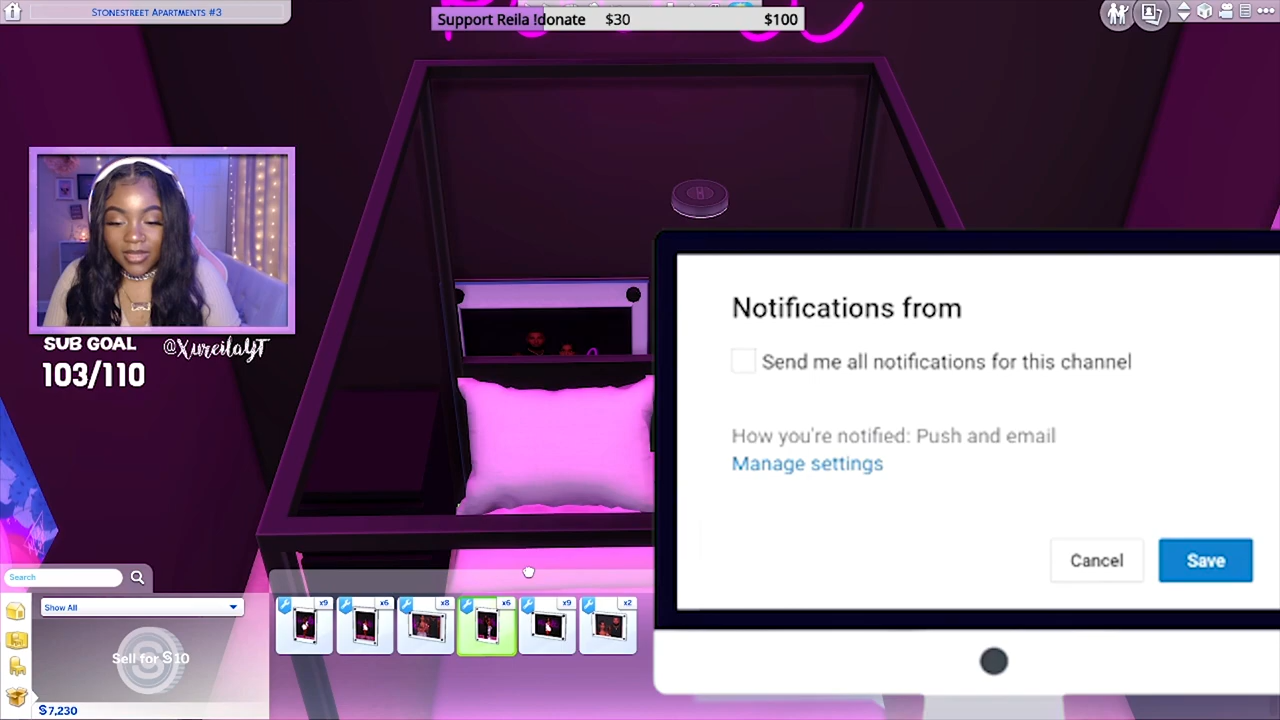 STONESTREET APARTMENTS #3
Support Reila !donate $30 $100
SUB GOAL
@XureilaYT
103/110
Notifications from
Send me all notifications for this channel
How you're notified: Push and email
Manage settings
Cancel Save
Search
Show All
x9 x6 x8 x6 x9 x2
Sell for $10
$7,230